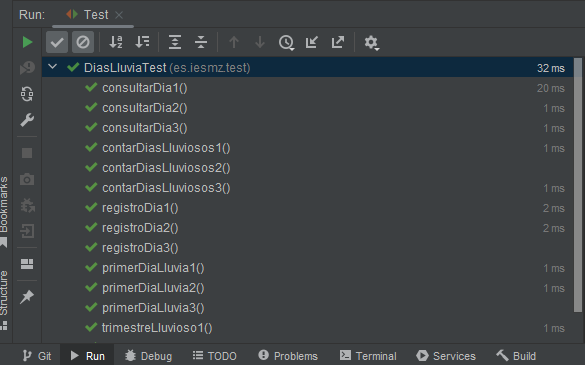 Run: Test
DiasLluviaTest (es.iesmz.test) 32 ms
consultarDia1() 20 ms
consultarDia2() 1 ms
consultarDia3() 1 ms
contarDiasLluviosos1() 1 ms
contarDiasLluviosos2()
contarDiasLluviosos3() 1 ms
registroDia1() 2 ms
registroDia2() 2 ms
registroDia3()
primerDiaLluvia1() 1 ms
primerDiaLluvia2() 1 ms
primerDiaLluvia3()
trimestreLluvioso1() 1 ms
Bookmarks
Structure
Git Run Debug TODO Problems Terminal Services Build